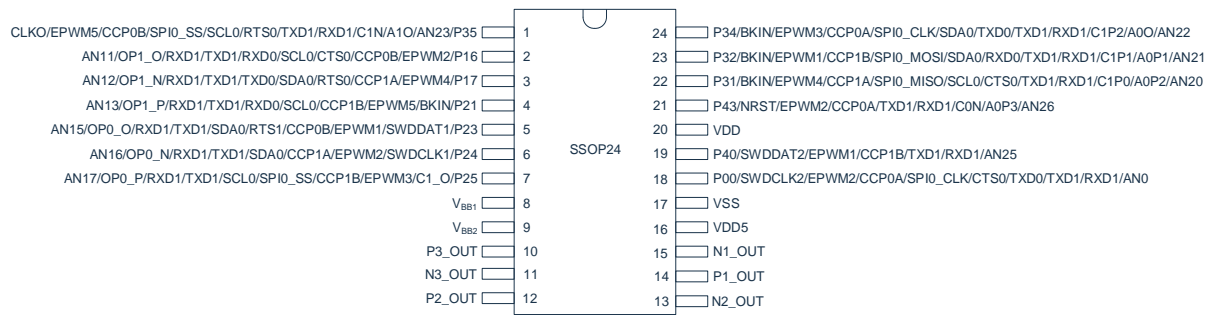 CLKO/EPWM5/CCP0B/SPI0_SS/SCL0/RTS0/TXD1/RXD1/C1N/A1O/AN23/P35 1
AN11/OP1_O/RXD1/TXD1/RXD0/SCL0/CTS0/CCP0B/EPWM2/P16 2
AN12/OP1_N/RXD1/TXD1/TXD0/SDA0/RTS0/CCP1A/EPWM4/P17 3
AN13/OP1_P/RXD1/TXD1/RXD0/SCL0/CCP1B/EPWM5/BKIN/P21 4
AN15/OP0_O/RXD1/TXD1/SDA0/RTS1/CCP0B/EPWM1/SWDDAT1/P23 5
AN16/OP0_N/RXD1/TXD1/SDA0/CCP1A/EPWM2/SWDCLK1/P24 6
AN17/OP0_P/RXD1/TXD1/SCL0/SPI0_SS/CCP1B/EPWM3/C1_O/P25 7
VBB1 8
VBB2 9
P3_OUT 10
N3_OUT 11
P2_OUT 12
SSOP24
24 P34/BKIN/EPWM3/CCP0A/SPI0_CLK/SDA0/TXD0/TXD1/RXD1/C1P2/A0O/AN22
23 P32/BKIN/EPWM1/CCP1B/SPI0_MOSI/SDA0/RXD0/TXD1/RXD1/C1P1/A0P1/AN21
22 P31/BKIN/EPWM4/CCP1A/SPI0_MISO/SCL0/CTS0/TXD1/RXD1/C1P0/A0P2/AN20
21 P43/NRST/EPWM2/CCP0A/TXD1/RXD1/C0N/A0P3/AN26
20 VDD
19 P40/SWDDAT2/EPWM1/CCP1B/TXD1/RXD1/AN25
18 P00/SWDCLK2/EPWM2/CCP0A/SPI0_CLK/CTS0/TXD0/TXD1/RXD1/AN0
17 VSS
16 VDD5
15 N1_OUT
14 P1_OUT
13 N2_OUT